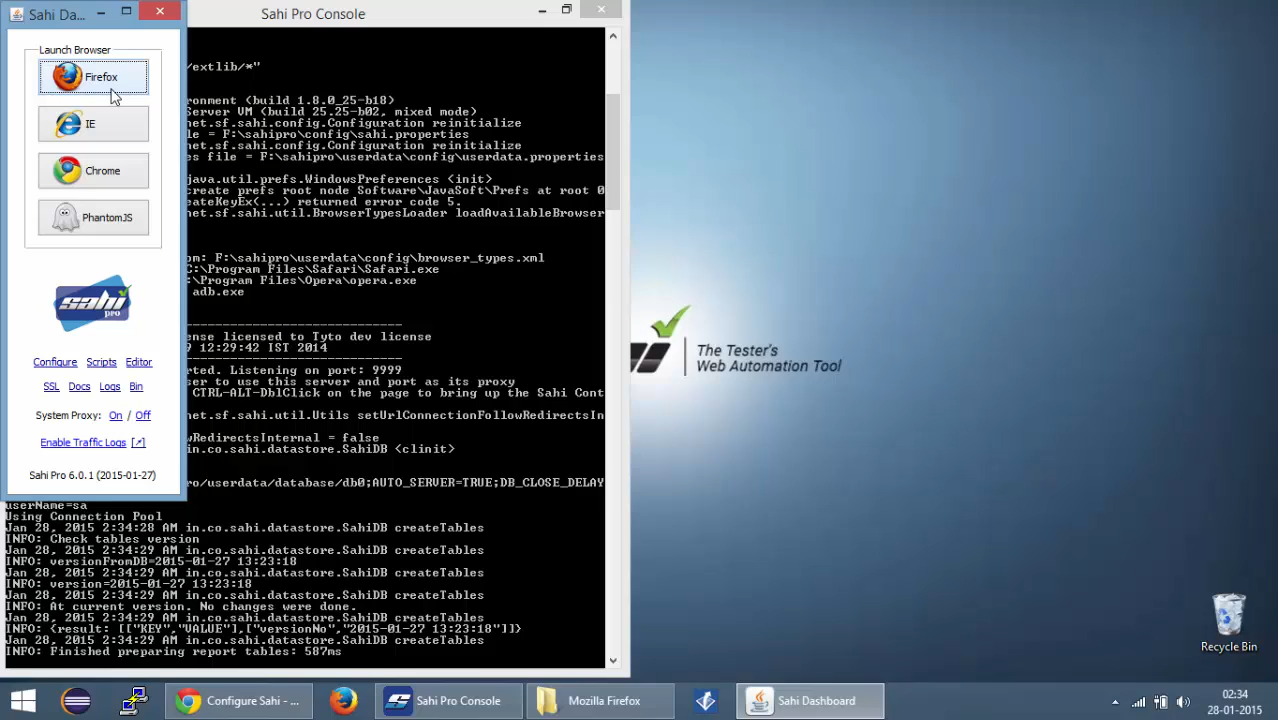 Sahi Da...
Launch Browser
Firefox
IE
Chrome
PhantomJS
sahi
pro
Configure Scripts Editor
SSL Docs Logs Bin
System Proxy: On / Off
Enable Traffic Logs [↗]
Sahi Pro 6.0.1 (2015-01-27)
Sahi Pro Console
/extlib/*"
ronment (build 1.8.0_25-b18)
Server VM (build 25.25-b02, mixed mode)
net.sf.sahi.config.Configuration reinitialize
le = F:\sahipro\config\sahi.properties
net.sf.sahi.config.Configuration reinitialize
es file = F:\sahipro\userdata\config\userdata.properties
java.util.prefs.WindowsPreferences <init>
create prefs root node Software\JavaSoft\Prefs at root 0
eateKeyEx(...) returned error code 5.
net.sf.sahi.util.BrowserTypesLoader loadAvailableBrowser
om: F:\sahipro\userdata\config\browser_types.xml
C:\Program Files\Safari\Safari.exe
C:\Program Files\Opera\opera.exe
adb.exe
----------------------------------
ense licensed to Tyto dev license
9 12:29:42 IST 2014
----------------------------------
rted. Listening on port: 9999
ser to use this server and port as its proxy
CTRL-ALT-DblClick on the page to bring up the Sahi Cont
net.sf.sahi.util.Utils setUrlConnectionFollowRedirectsIn
owRedirectsInternal = false
in.co.sahi.datastore.SahiDB <clinit>
ro/userdata/database/db0;AUTO_SERVER=TRUE;DB_CLOSE_DELAY
userName=sa
Using Connection Pool
Jan 28, 2015 2:34:28 AM in.co.sahi.datastore.SahiDB createTables
INFO: Check tables version
Jan 28, 2015 2:34:29 AM in.co.sahi.datastore.SahiDB createTables
INFO: versionFromDB=2015-01-27 13:23:18
Jan 28, 2015 2:34:29 AM in.co.sahi.datastore.SahiDB createTables
INFO: version=2015-01-27 13:23:18
Jan 28, 2015 2:34:29 AM in.co.sahi.datastore.SahiDB createTables
INFO: At current version. No changes were done.
Jan 28, 2015 2:34:29 AM in.co.sahi.datastore.SahiDB createTables
INFO: {result: [["KEY","VALUE"],["versionNo","2015-01-27 13:23:18"]]}
Jan 28, 2015 2:34:29 AM in.co.sahi.datastore.SahiDB createTables
INFO: Finished preparing report tables: 587ms
The Tester's
Web Automation Tool
Recycle Bin
Configure Sahi - ...
Sahi Pro Console
Mozilla Firefox
Sahi Dashboard
02:34
28-01-2015